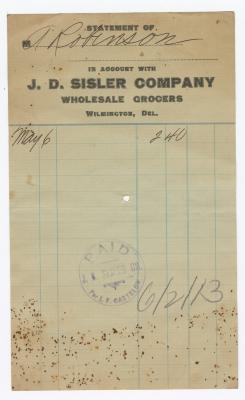 STATEMENT OF
M A Robinson
IN ACCOUNT WITH
J. D. SISLER COMPANY
WHOLESALE GROCERS
WILMINGTON, DEL.
May 6 2 40
PAID
6/2/13